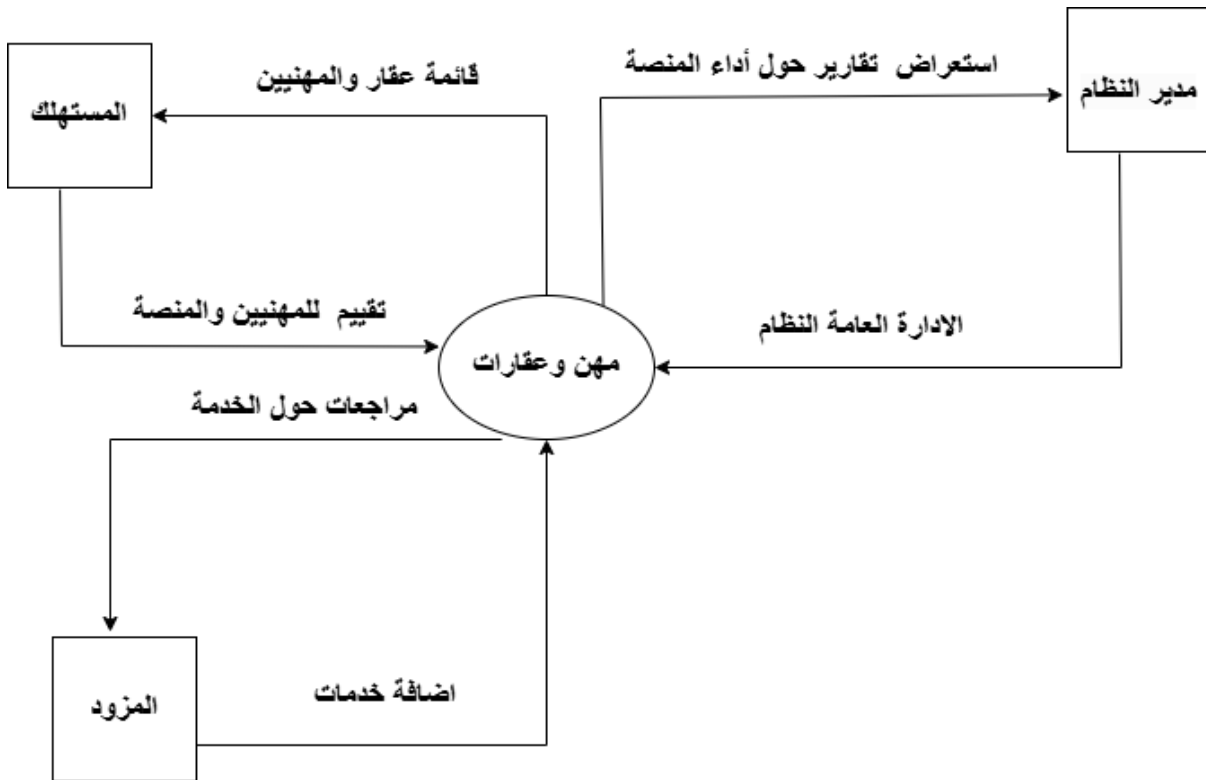 استعراض تقارير حول أداء المنصة
مدير النظام
قائمة عقار والمهنيين
المستهلك
تقييم للمهنيين والمنصة
الادارة العامة النظام
مهن وعقارات
مراجعات حول الخدمة
اضافة خدمات
المزود